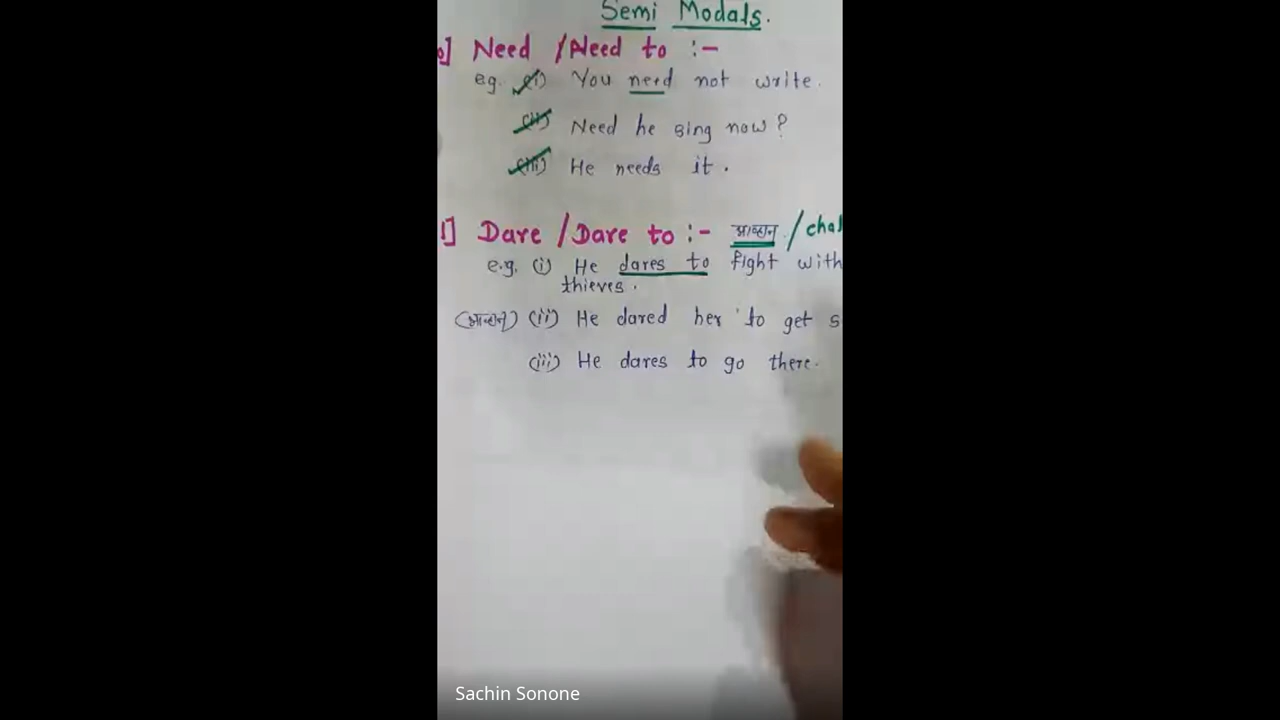 Semi Modals.
] Need / Need to :-
eg. (i) You need not write.
(ii) Need he sing now?
(iii) He needs it.
] Dare / Dare to :- आव्हान /
e.g. (i) He dares to fight with
thieves.
(आव्हान) (ii) He dared her to get
(iii) He dares to go there.
Sachin Sonone